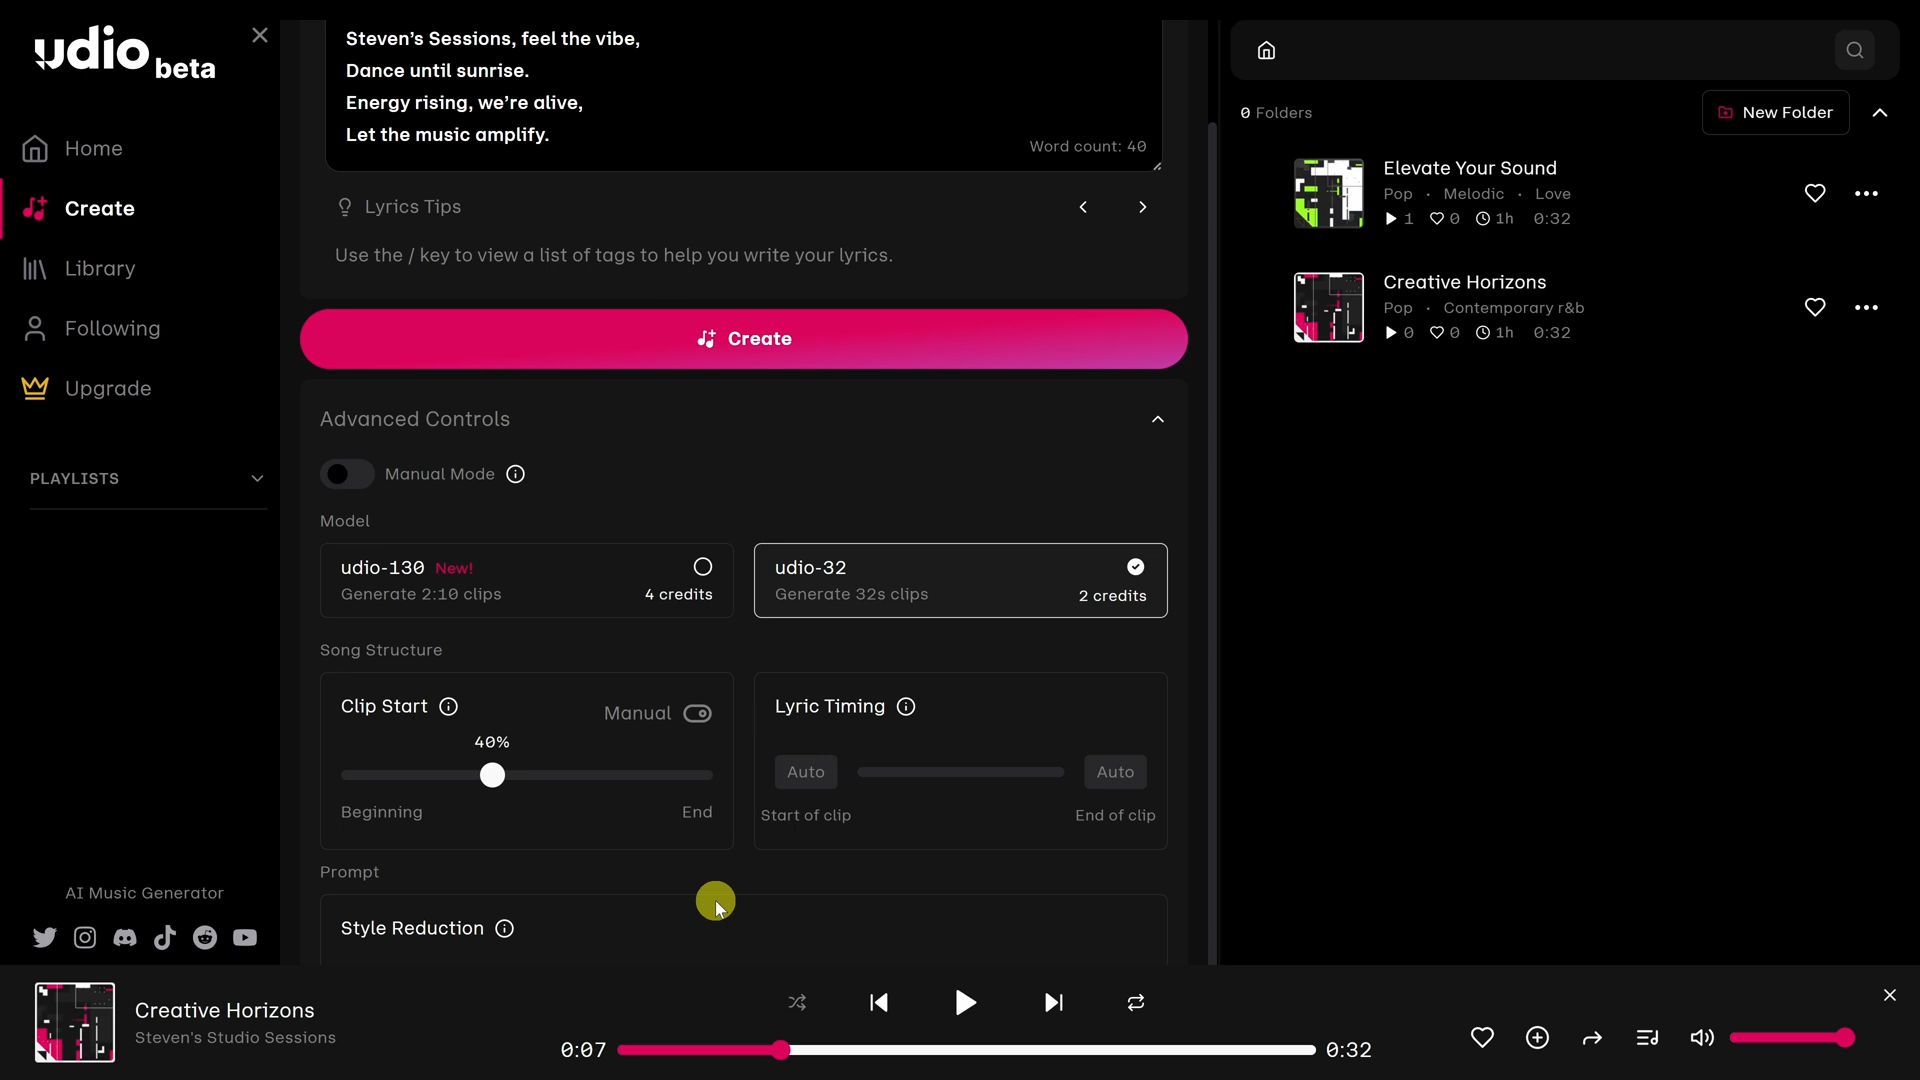 udio beta
Home
Create
Library
Following
Upgrade
PLAYLISTS
AI Music Generator
Steven's Sessions, feel the vibe,
Dance until sunrise.
Energy rising, we're alive,
Let the music amplify.
Word count: 40
Lyrics Tips
Use the / key to view a list of tags to help you write your lyrics.
Create
Advanced Controls
Manual Mode
Model
udio-130 New!
Generate 2:10 clips
4 credits
udio-32
Generate 32s clips
2 credits
Song Structure
Clip Start
Manual
40%
Beginning
End
Lyric Timing
Auto
Auto
Start of clip
End of clip
Prompt
Style Reduction
0 Folders
New Folder
Elevate Your Sound
Pop • Melodic • Love
1 0 1h 0:32
Creative Horizons
Pop • Contemporary r&b
0 0 1h 0:32
Creative Horizons
Steven's Studio Sessions
0:07
0:32